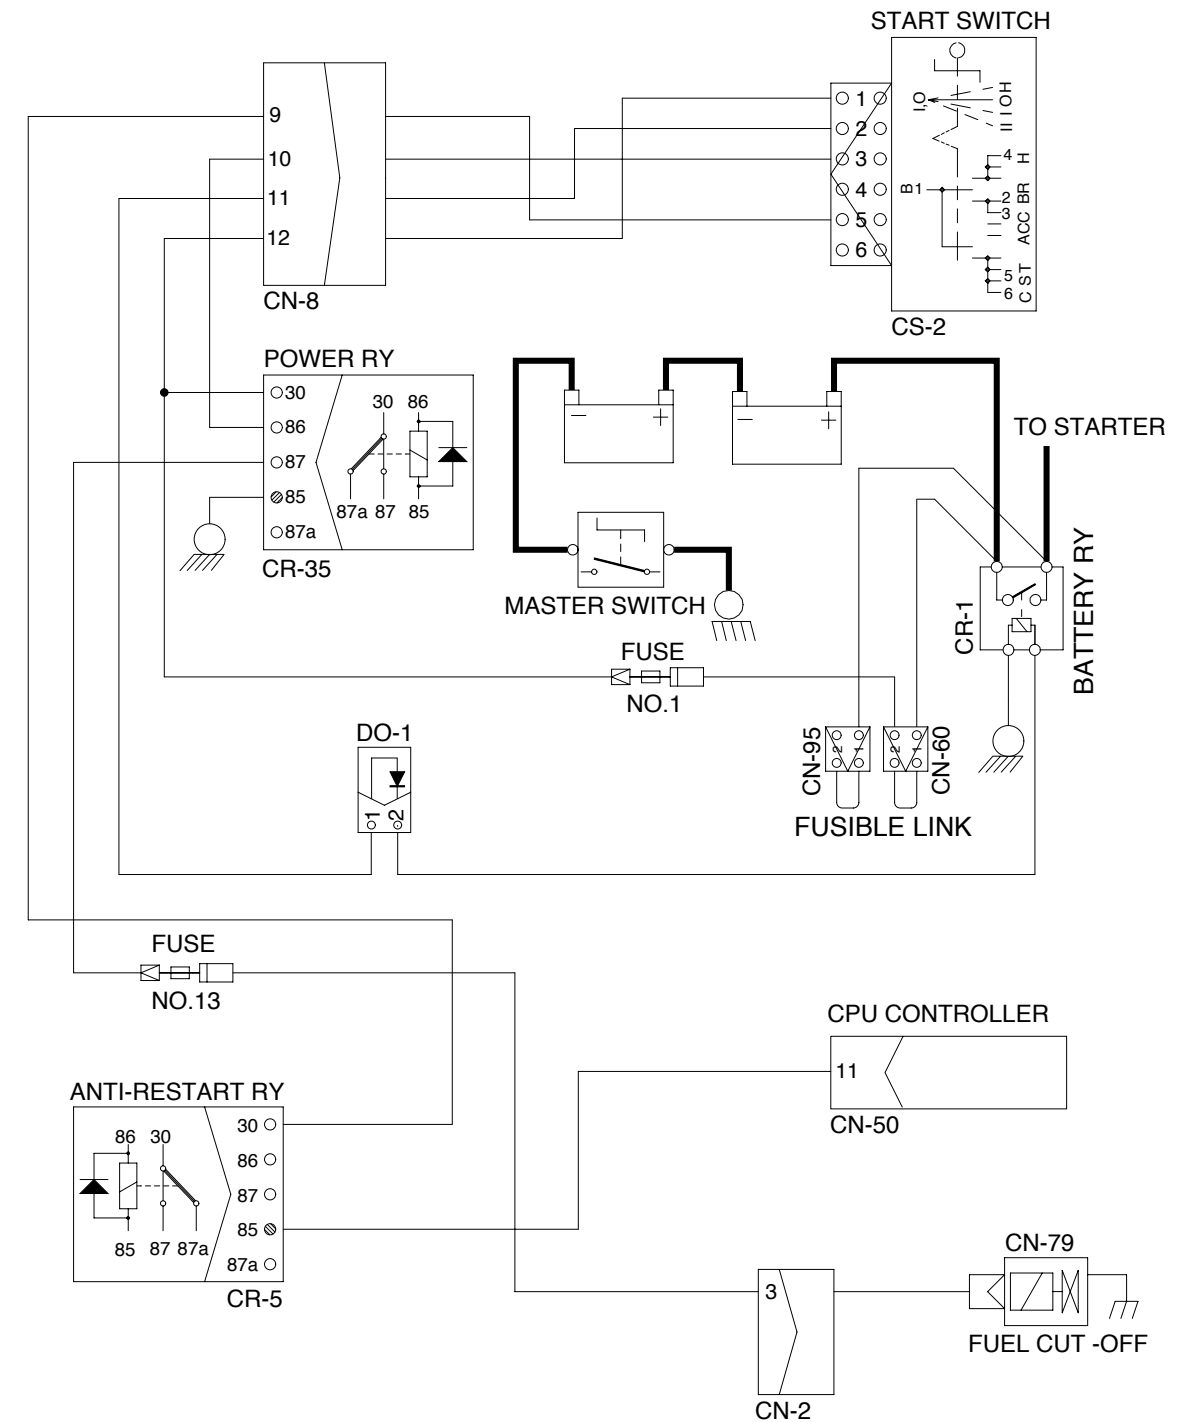 START SWITCH
1
2
3
4
5
6
I,O
H
O
I
II
B 1
4
H
2
3
BR
ACC
5
6
ST
C
CS-2
9
10
11
12
CN-8
POWER RY
30
86
87
85
87a
30 86
87a 87 85
CR-35
− +
− +
MASTER SWITCH
TO STARTER
BATTERY RY
CR-1
FUSE
NO.1
DO-1
1 2
CN-95
2 1
2 1
CN-60
FUSIBLE LINK
FUSE
NO.13
CPU CONTROLLER
11
CN-50
ANTI-RESTART RY
86 30
85 87 87a
30
86
87
85
87a
CR-5
3
CN-2
CN-79
FUEL CUT -OFF